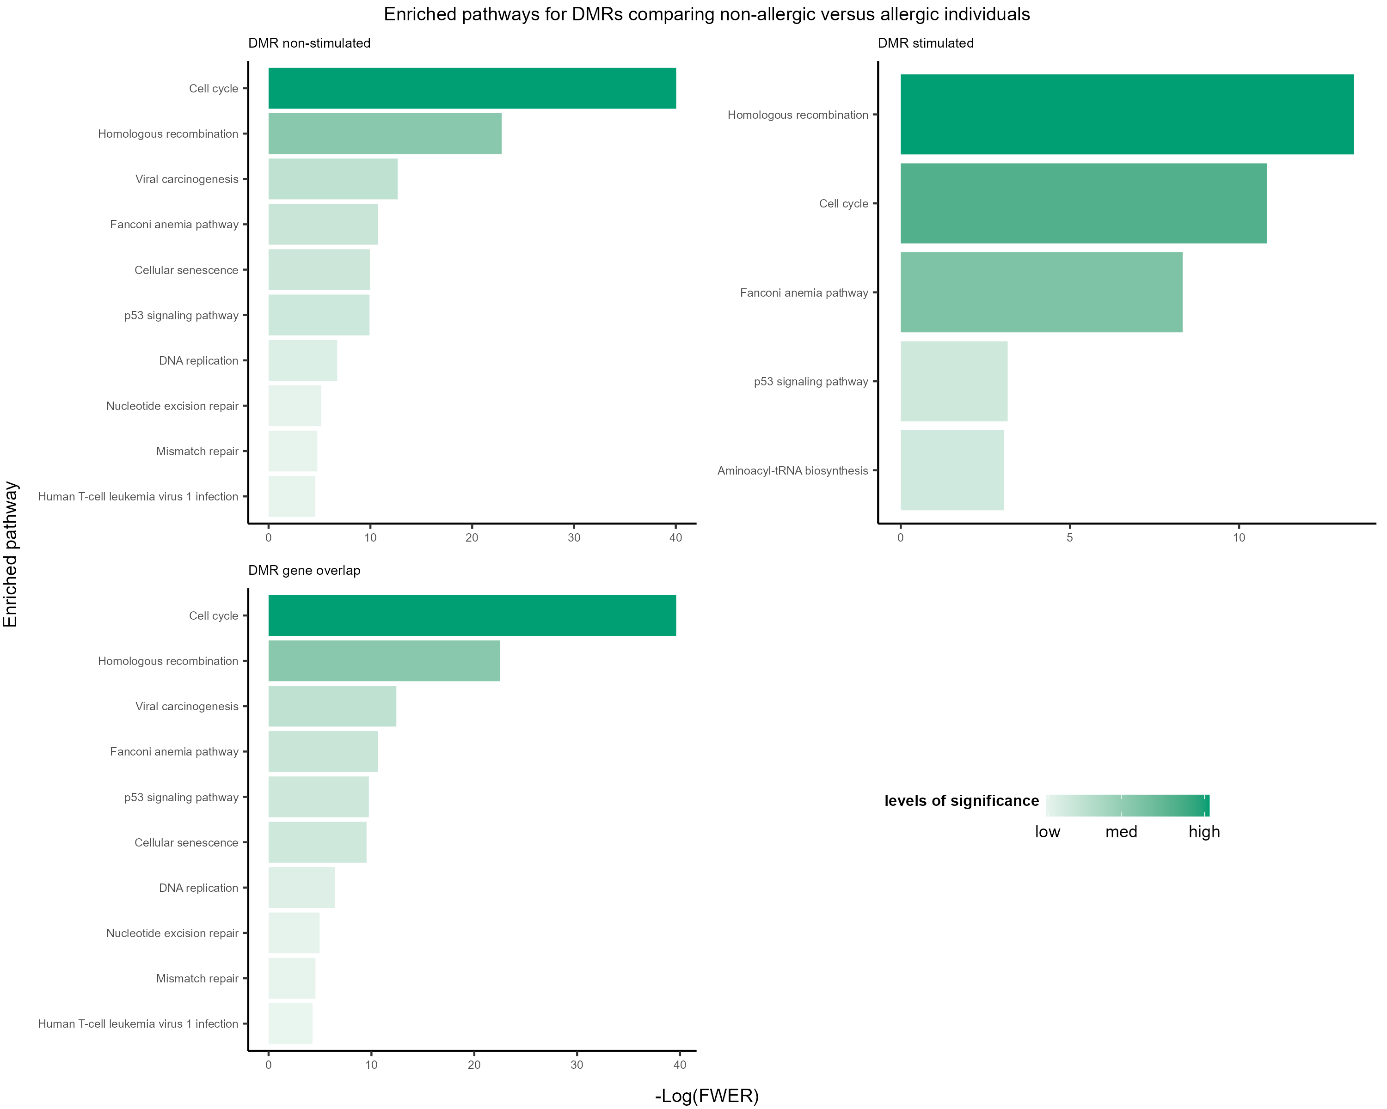 Enriched pathways for DMRs comparing non-allergic versus allergic individuals
DMR non-stimulated
Cell cycle
Homologous recombination
Viral carcinogenesis
Fanconi anemia pathway
Cellular senescence
p53 signaling pathway
DNA replication
Nucleotide excision repair
Mismatch repair
Human T-cell leukemia virus 1 infection
0 10 20 30 40
DMR stimulated
Homologous recombination
Cell cycle
Fanconi anemia pathway
p53 signaling pathway
Aminoacyl-tRNA biosynthesis
0 5 10
Enriched pathway
DMR gene overlap
Cell cycle
Homologous recombination
Viral carcinogenesis
Fanconi anemia pathway
p53 signaling pathway
Cellular senescence
DNA replication
Nucleotide excision repair
Mismatch repair
Human T-cell leukemia virus 1 infection
0 10 20 30 40
levels of significance
low med high
-Log(FWER)